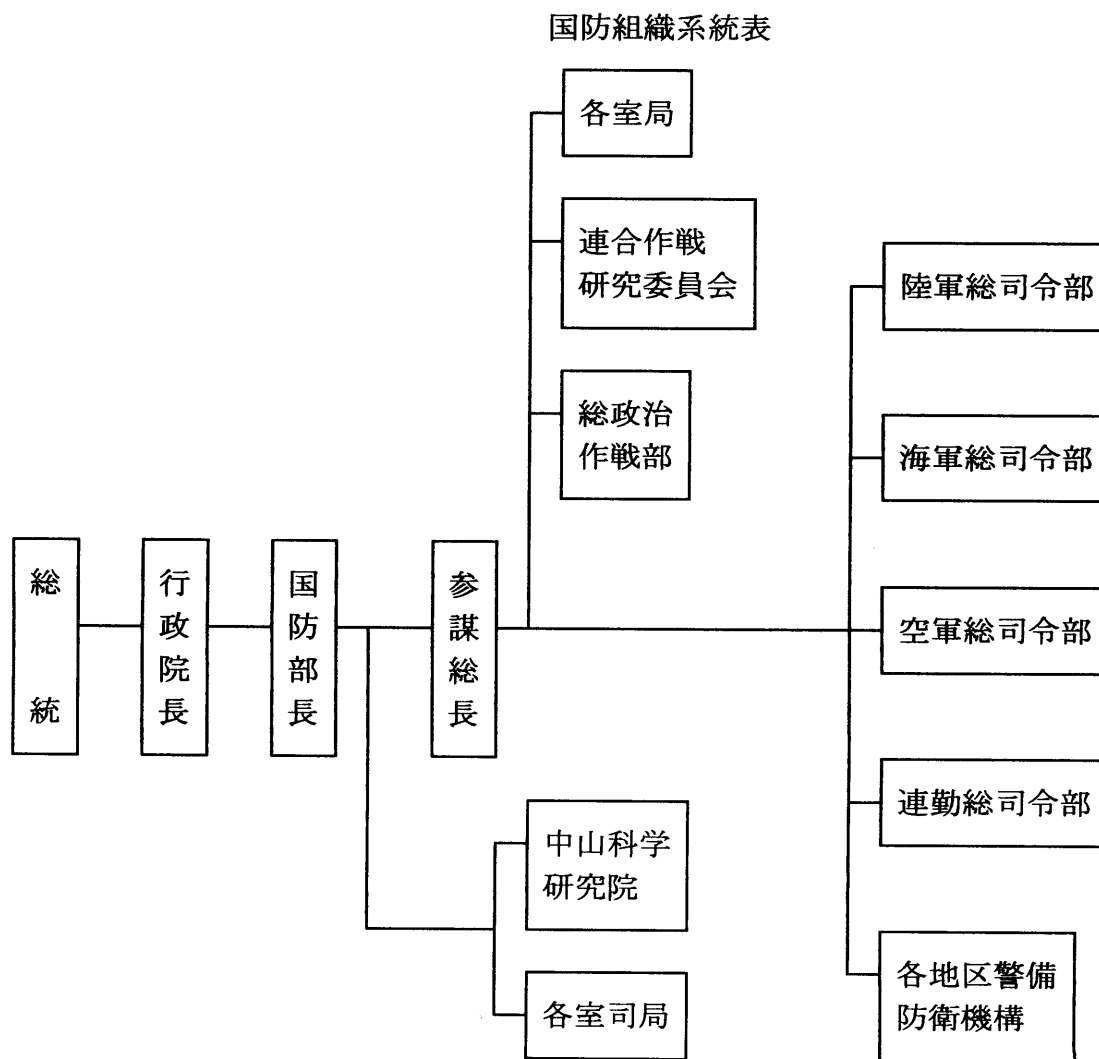 国防組織系統表
各室局
連合作戦
研究委員会
総政治
作戦部
陸軍総司令部
海軍総司令部
空軍総司令部
連勤総司令部
各地区警備
防衛機構
総統
行政院長
国防部長
参謀総長
中山科学
研究院
各室司局